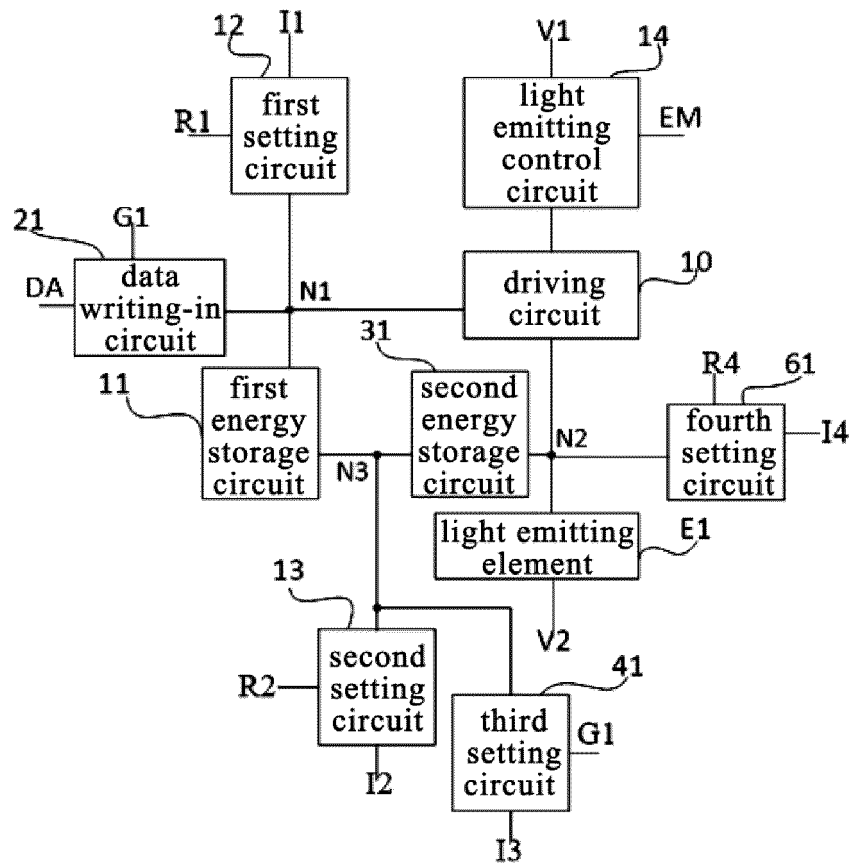 12
I1
V1
14
first
setting
circuit
R1
light
emitting
control
circuit
EM
21
G1
DA
data
writing-in
circuit
N1
driving
circuit
10
31
11
first
energy
storage
circuit
second
energy
storage
circuit
N3
N2
R4
61
fourth
setting
circuit
I4
light emitting
element
E1
13
V2
second
setting
circuit
R2
I2
41
third
setting
circuit
G1
I3